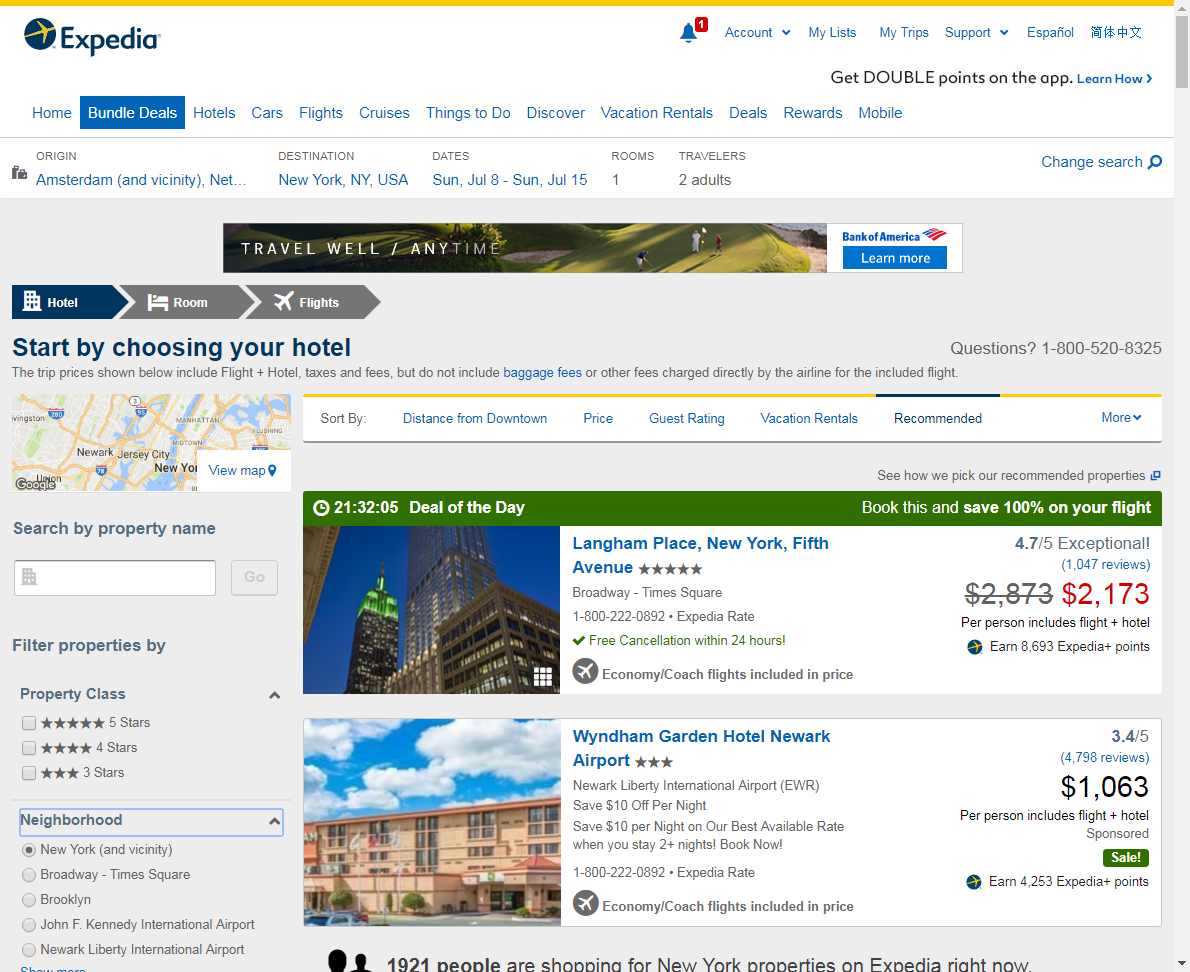 Expedia
1
Account
My Lists
My Trips
Support
Español
简体中文
Get DOUBLE points on the app. Learn How
Home
Bundle Deals
Hotels
Cars
Flights
Cruises
Things to Do
Discover
Vacation Rentals
Deals
Rewards
Mobile
ORIGIN
Amsterdam (and vicinity), Net...
DESTINATION
New York, NY, USA
DATES
Sun, Jul 8 - Sun, Jul 15
ROOMS
1
TRAVELERS
2 adults
Change search
TRAVEL WELL / ANYTIME
Bank of America
Learn more
Hotel
Room
Flights
Start by choosing your hotel
Questions? 1-800-520-8325
The trip prices shown below include Flight + Hotel, taxes and fees, but do not include baggage fees or other fees charged directly by the airline for the included flight.
vingston
280
3
95
MANHATTAN
FLUSHING
MIDTOWN
Newark
Jersey City
New Yor
78
Union
Google
View map
Sort By:
Distance from Downtown
Price
Guest Rating
Vacation Rentals
Recommended
More
See how we pick our recommended properties
Search by property name
Go
Filter properties by
Property Class
★★★★★ 5 Stars
★★★★ 4 Stars
★★★ 3 Stars
Neighborhood
New York (and vicinity)
Broadway - Times Square
Brooklyn
John F. Kennedy International Airport
Newark Liberty International Airport
Show more
21:32:05 Deal of the Day
Book this and save 100% on your flight
Langham Place, New York, Fifth
Avenue ★★★★★
Broadway - Times Square
1-800-222-0892 • Expedia Rate
Free Cancellation within 24 hours!
Economy/Coach flights included in price
4.7/5 Exceptional!
(1,047 reviews)
$2,873 $2,173
Per person includes flight + hotel
Earn 8,693 Expedia+ points
Wyndham Garden Hotel Newark
Airport ★★★
Newark Liberty International Airport (EWR)
Save $10 Off Per Night
Save $10 per Night on Our Best Available Rate
when you stay 2+ nights! Book Now!
1-800-222-0892 • Expedia Rate
Economy/Coach flights included in price
3.4/5
(4,798 reviews)
$1,063
Per person includes flight + hotel
Sponsored
Sale!
Earn 4,253 Expedia+ points
1921 people are shopping for New York properties on Expedia right now.